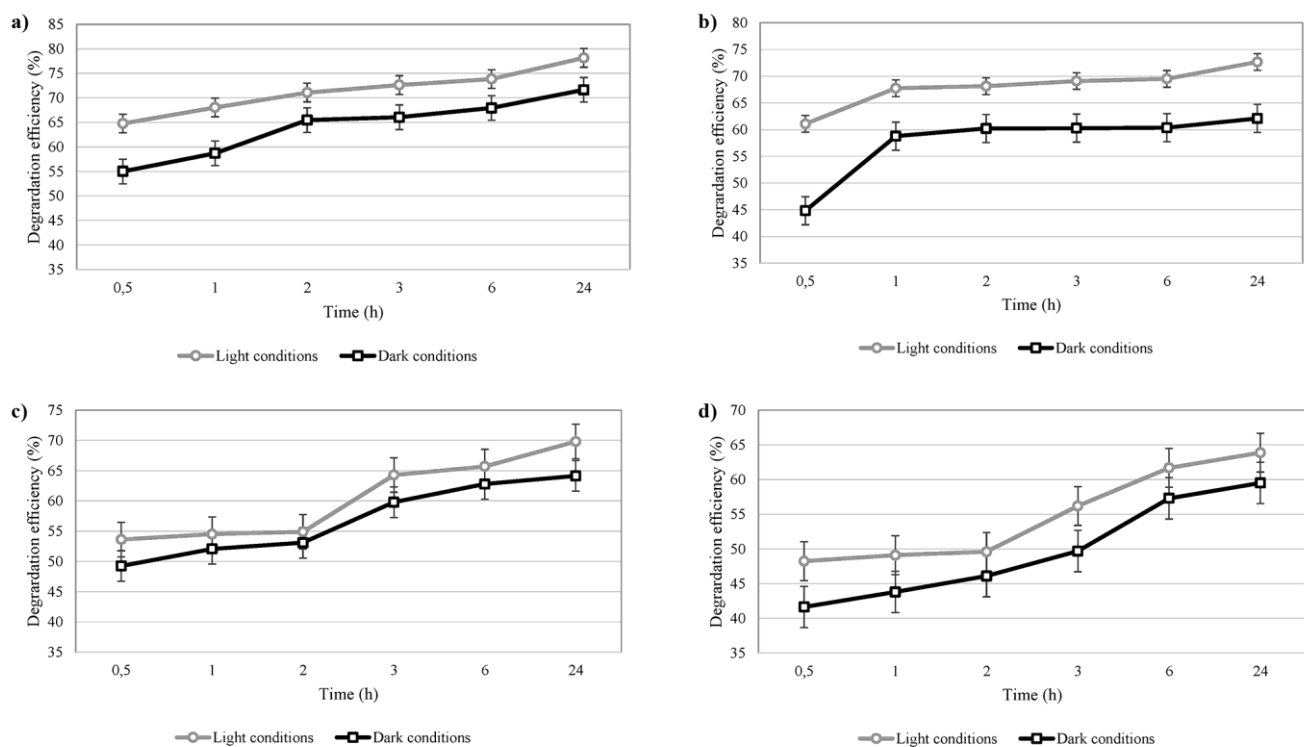 a)
Degrardation efficiency (%)
85
80
75
70
65
60
55
50
45
40
35
0,5 1 2 3 6 24
Time (h)
Light conditions Dark conditions
b)
Degrardation efficiency (%)
80
75
70
65
60
55
50
45
40
35
0,5 1 2 3 6 24
Time (h)
Light conditions Dark conditions
c)
Degrardation efficiency (%)
75
70
65
60
55
50
45
40
35
0,5 1 2 3 6 24
Time (h)
Light conditions Dark conditions
d)
Degrardation efficiency (%)
70
65
60
55
50
45
40
35
0,5 1 2 3 6 24
Time (h)
Light conditions Dark conditions